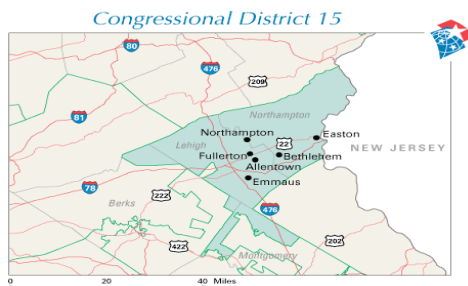 Congressional District 15
80
476
209
81
Northampton
Northampton
Easton
Lehigh
22
NEW JERSEY
Fullerton
Bethlehem
Allentown
78
Emmaus
Berks
222
476
422
202
Montgomery
0 20 40 Miles